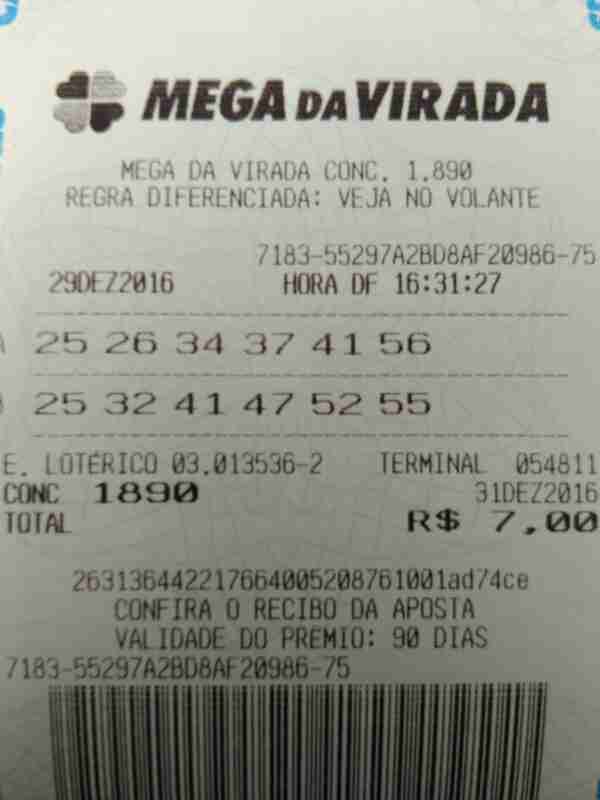 MEGA DA VIRADA
MEGA DA VIRADA CONC. 1.890
REGRA DIFERENCIADA: VEJA NO VOLANTE
7183-55297A2BD8AF20986-75
29DEZ2016 HORA DF 16:31:27
25 26 34 37 41 56
25 32 41 47 52 55
E. LOTÉRICO 03.013536-2 TERMINAL 054811
CONC 1890 31DEZ2016
TOTAL R$ 7,00
263136442217664005208761001ad74ce
CONFIRA O RECIBO DA APOSTA
VALIDADE DO PREMIO: 90 DIAS
7183-55297A2BD8AF20986-75